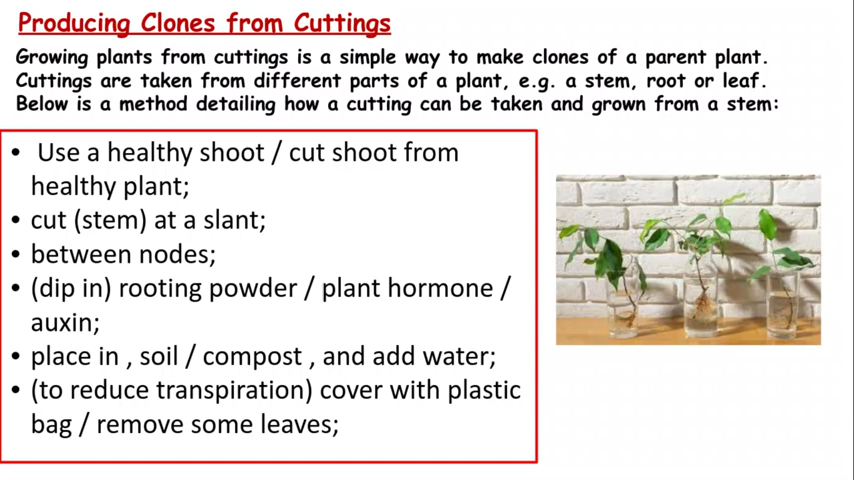 Producing Clones from Cuttings
Growing plants from cuttings is a simple way to make clones of a parent plant.
Cuttings are taken from different parts of a plant, e.g. a stem, root or leaf.
Below is a method detailing how a cutting can be taken and grown from a stem:
• Use a healthy shoot / cut shoot from
healthy plant;
• cut (stem) at a slant;
• between nodes;
• (dip in) rooting powder / plant hormone /
auxin;
• place in , soil / compost , and add water;
• (to reduce transpiration) cover with plastic
bag / remove some leaves;